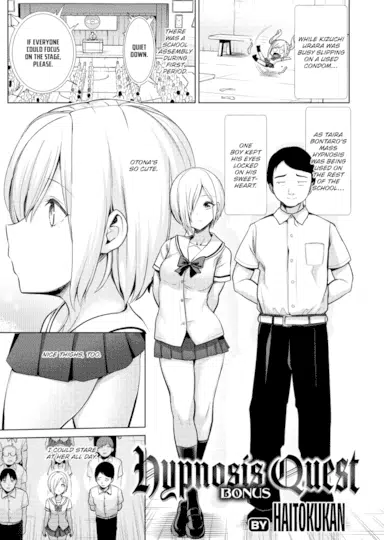 WHILE KIZUCHI
URARA WAS
BUSY SLIPPING
ON A USED
CONDOM...
THERE
WAS A
SCHOOL
ASSEMBLY
DURING
FIRST
PERIOD
QUIET
DOWN.
IF EVERYONE
COULD FOCUS
ON THE STAGE,
PLEASE.
AS TAIRA
BONTARO'S
MASS
HYPNOSIS
WAS BEING
USED ON
THE REST
OF THE
SCHOOL...
ONE
BOY KEPT
HIS EYES
LOCKED
ON HIS
SWEET-
HEART.
OTONA'S
SO CUTE.
NICE THIGHS, TOO.
I COULD STARE
AT HER ALL DAY.
Hypnosis Quest
BONUS
BY HAITOKUKAN